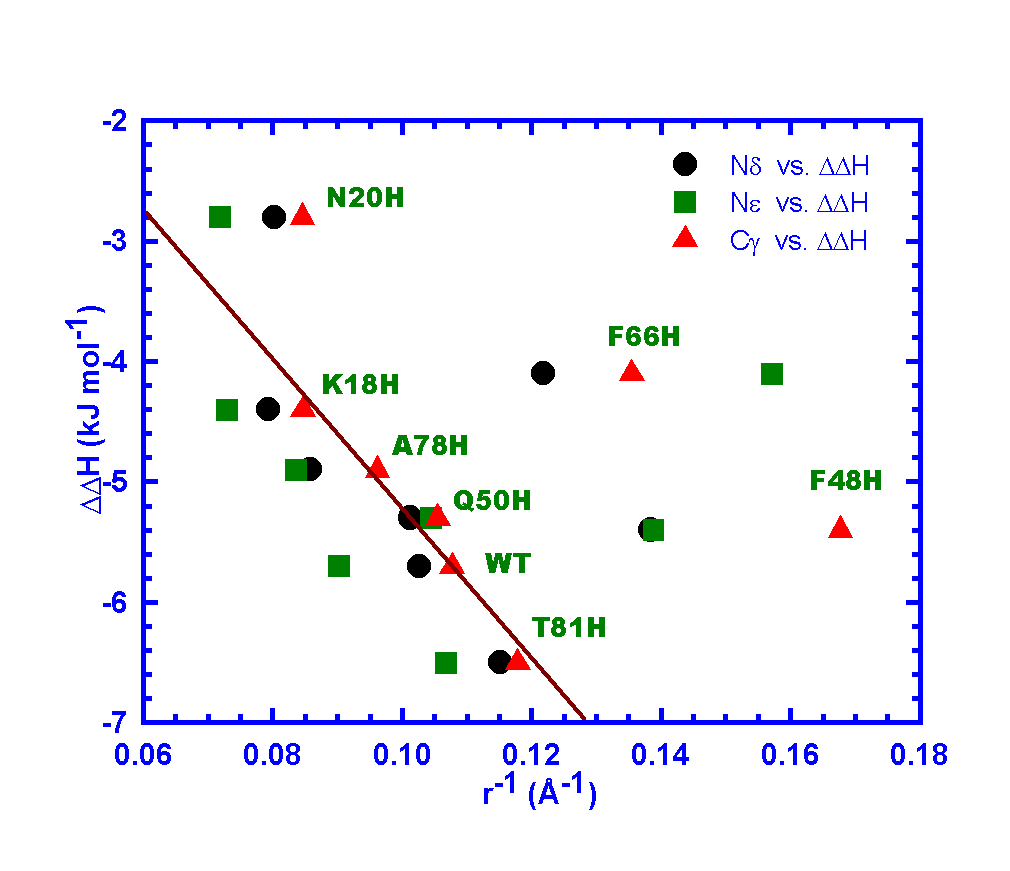 -2
Nδ vs. ΔΔH
N20H
Nε vs. ΔΔH
-3
Cγ vs. ΔΔH
F66H
-4
K18H
A78H
ΔΔH (kJ mol⁻¹)
-5
F48H
Q50H
WT
-6
T81H
-7
0.06 0.08 0.10 0.12 0.14 0.16 0.18
r⁻¹ (Å⁻¹)